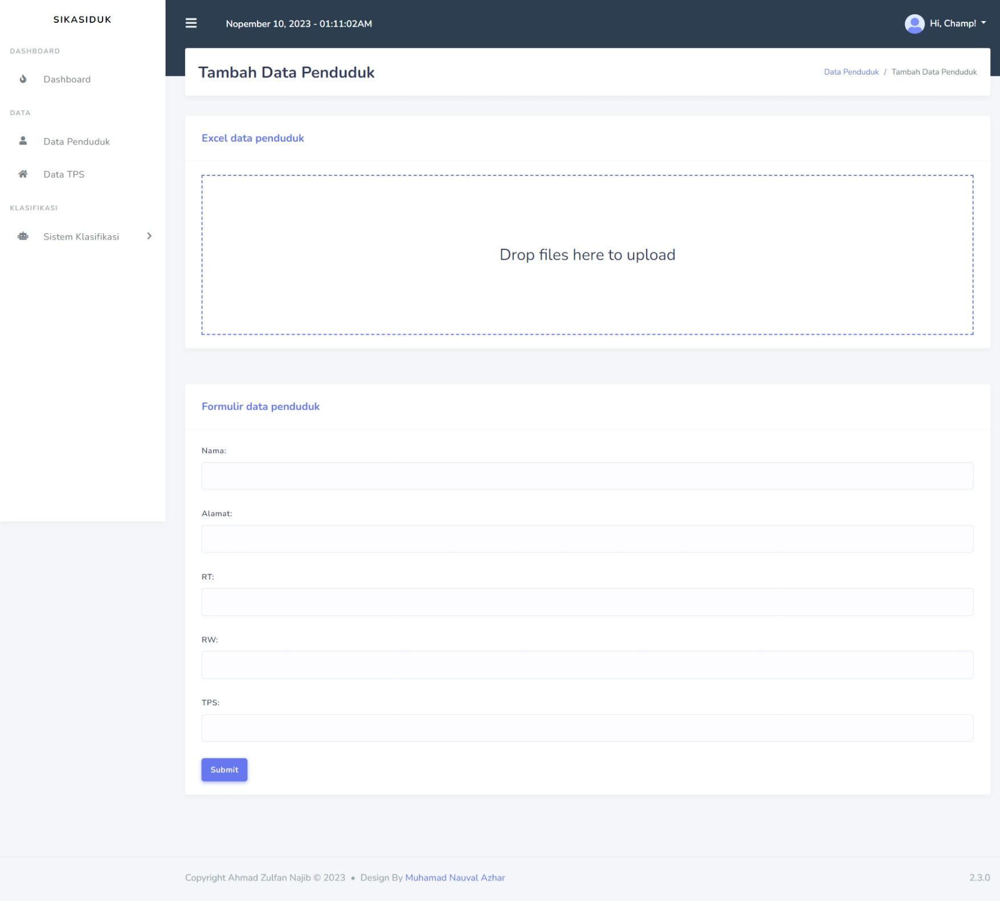 SIKASIDUK
DASHBOARD
Dashboard
DATA
Data Penduduk
Data TPS
KLASIFIKASI
Sistem Klasifikasi
Nopember 10, 2023 - 01:11:02AM
Hi, Champ!
Tambah Data Penduduk
Data Penduduk / Tambah Data Penduduk
Excel data penduduk
Drop files here to upload
Formulir data penduduk
Nama:
Alamat:
RT:
RW:
TPS:
Submit
Copyright Ahmad Zulfan Najib © 2023 • Design By Muhamad Nauval Azhar
2.3.0